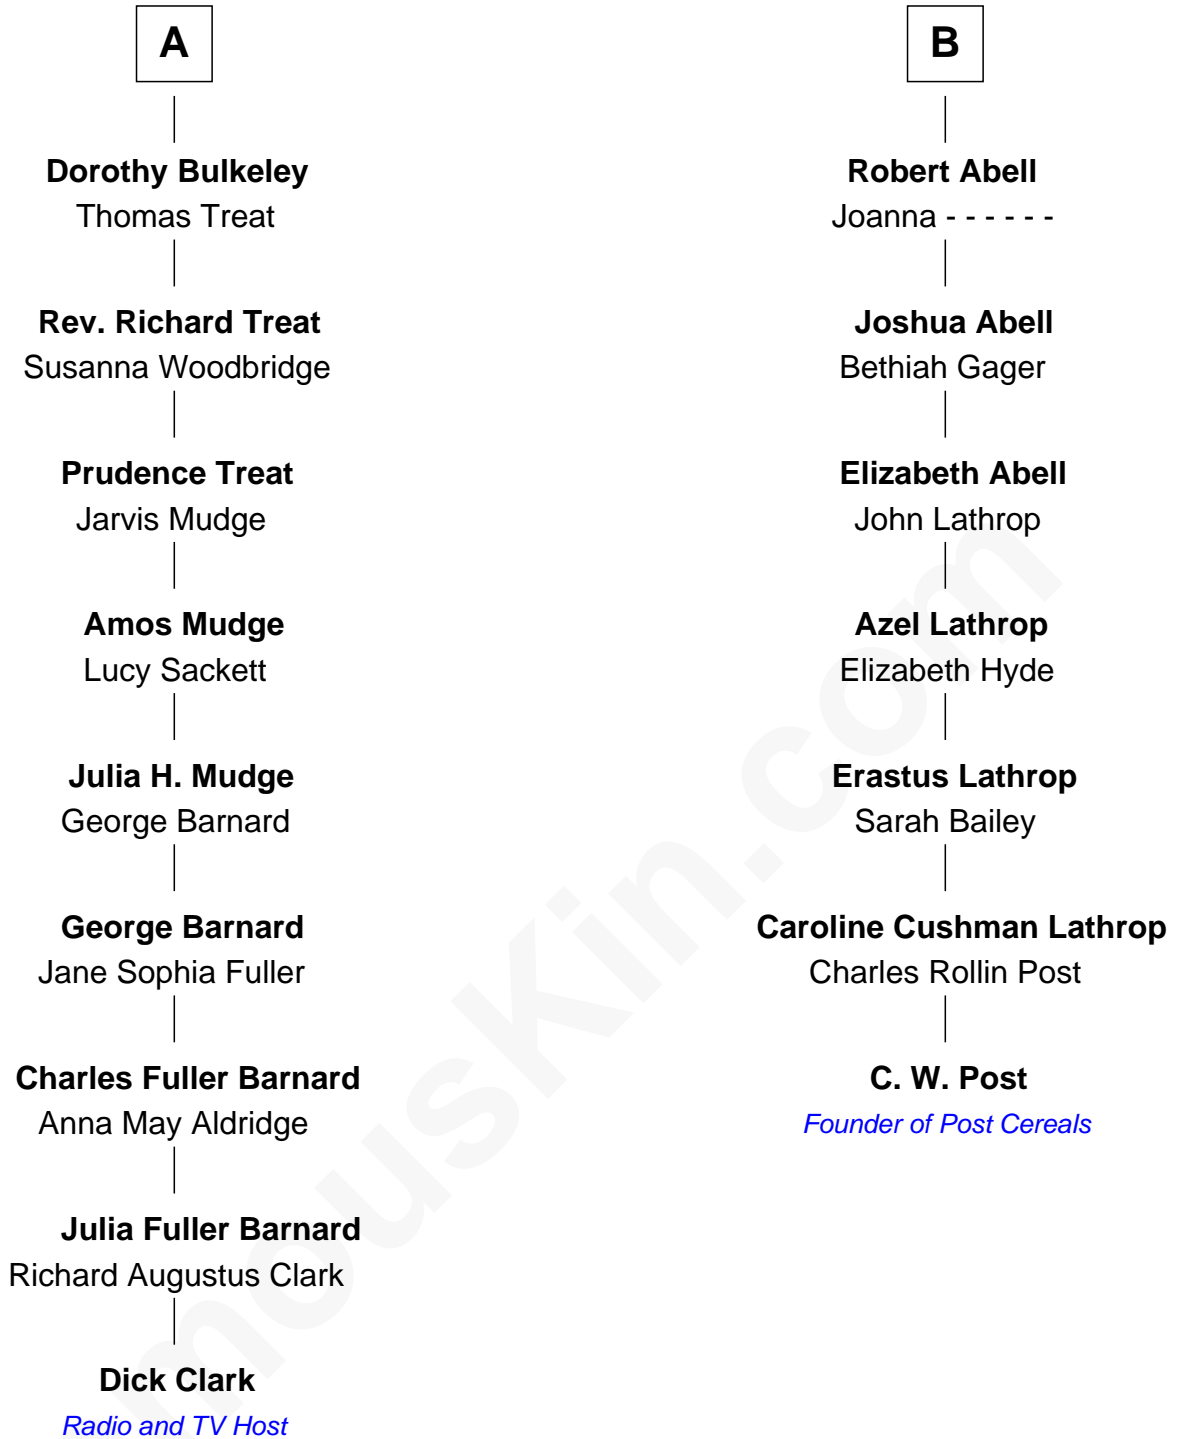 A
Dorothy Bulkeley
Thomas Treat
Rev. Richard Treat
Susanna Woodbridge
Prudence Treat
Jarvis Mudge
Amos Mudge
Lucy Sackett
Julia H. Mudge
George Barnard
George Barnard
Jane Sophia Fuller
Charles Fuller Barnard
Anna May Aldridge
Julia Fuller Barnard
Richard Augustus Clark
Dick Clark
Radio and TV Host
B
Robert Abell
Joanna - - - - - -
Joshua Abell
Bethiah Gager
Elizabeth Abell
John Lathrop
Azel Lathrop
Elizabeth Hyde
Erastus Lathrop
Sarah Bailey
Caroline Cushman Lathrop
Charles Rollin Post
C. W. Post
Founder of Post Cereals
mousKin.com